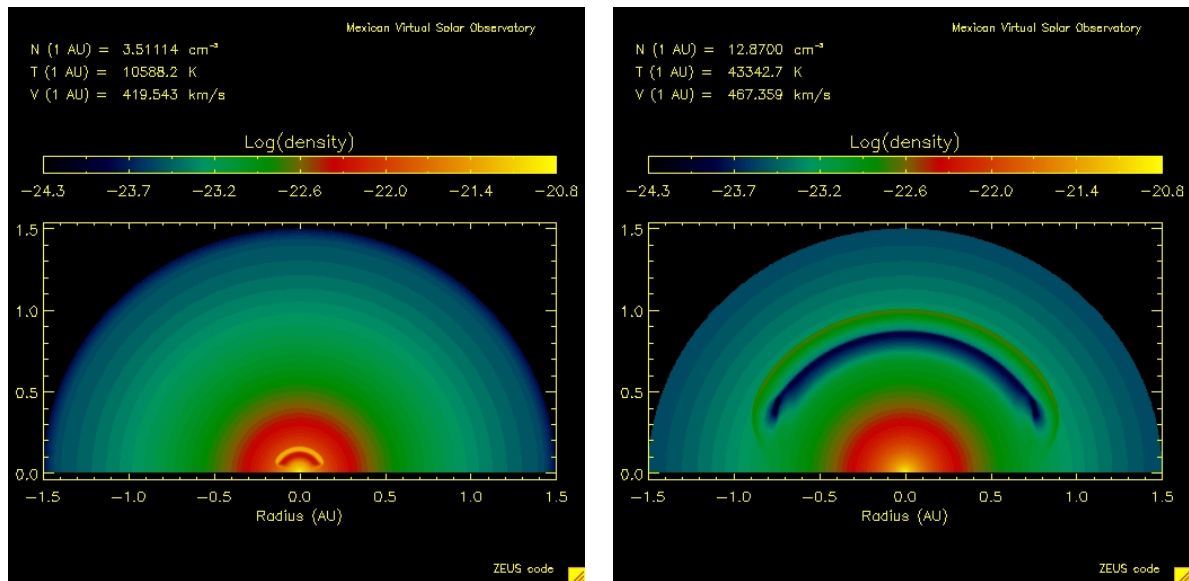 Mexican Virtual Solar Observatory
N (1 AU) = 3.51114 cm⁻³
T (1 AU) = 10588.2 K
V (1 AU) = 419.543 km/s
Log(density)
−24.3 −23.7 −23.2 −22.6 −22.0 −21.4 −20.8
1.5
1.0
0.5
0.0
−1.5 −1.0 −0.5 0.0 0.5 1.0 1.5
Radius (AU)
ZEUS code
Mexican Virtual Solar Observatory
N (1 AU) = 12.8700 cm⁻³
T (1 AU) = 43342.7 K
V (1 AU) = 467.359 km/s
Log(density)
−24.3 −23.7 −23.2 −22.6 −22.0 −21.4 −20.8
1.5
1.0
0.5
0.0
−1.5 −1.0 −0.5 0.0 0.5 1.0 1.5
Radius (AU)
ZEUS code